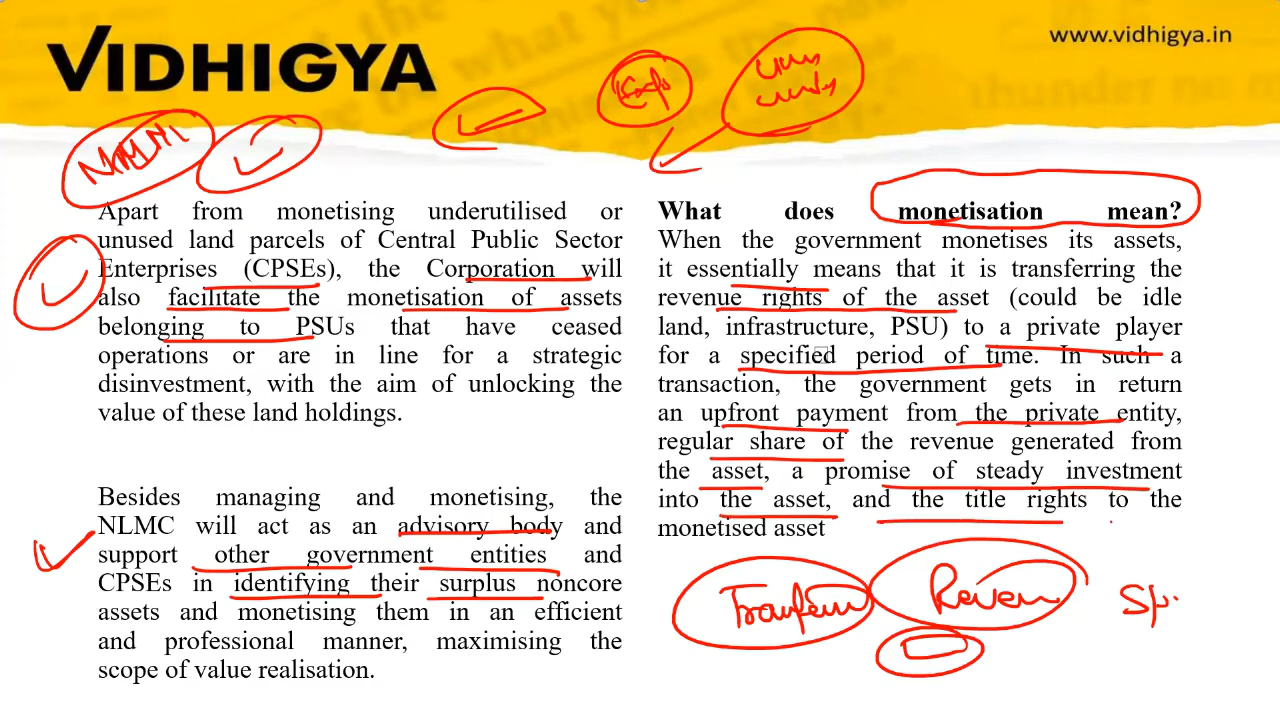 VIDHIGYA
www.vidhigya.in
Apart from monetising underutilised or
unused land parcels of Central Public Sector
Enterprises (CPSEs), the Corporation will
also facilitate the monetisation of assets
belonging to PSUs that have ceased
operations or are in line for a strategic
disinvestment, with the aim of unlocking the
value of these land holdings.
Besides managing and monetising, the
NLMC will act as an advisory body and
support other government entities and
CPSEs in identifying their surplus noncore
assets and monetising them in an efficient
and professional manner, maximising the
scope of value realisation.
What does monetisation mean?
When the government monetises its assets,
it essentially means that it is transferring the
revenue rights of the asset (could be idle
land, infrastructure, PSU) to a private player
for a specified period of time. In such a
transaction, the government gets in return
an upfront payment from the private entity,
regular share of the revenue generated from
the asset, a promise of steady investment
into the asset, and the title rights to the
monetised asset